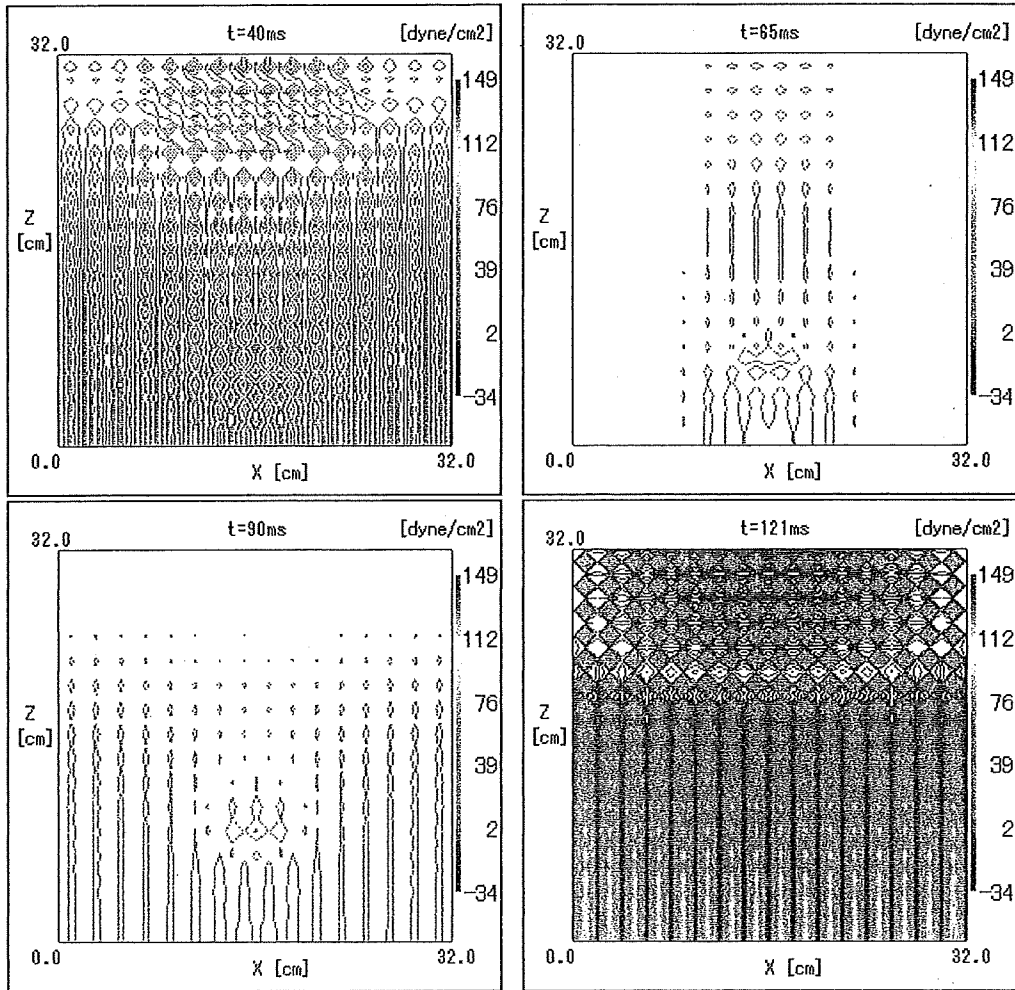 32.0 t=40ms [dyne/cm2]
149
112
76
Z
[cm]
39
2
-34
0.0 32.0
X [cm]
32.0 t=65ms [dyne/cm2]
149
112
76
Z
[cm]
39
2
-34
0.0 32.0
X [cm]
32.0 t=90ms [dyne/cm2]
149
112
76
Z
[cm]
39
2
-34
0.0 32.0
X [cm]
32.0 t=121ms [dyne/cm2]
149
112
76
Z
[cm]
39
2
-34
0.0 32.0
X [cm]